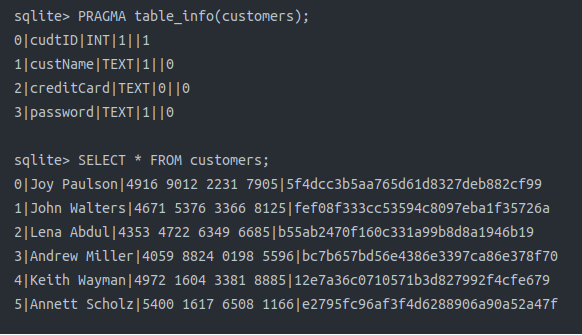 sqlite> PRAGMA table_info(customers);
0|cudtID|INT|1||1
1|custName|TEXT|1||0
2|creditCard|TEXT|0||0
3|password|TEXT|1||0
sqlite> SELECT * FROM customers;
0|Joy Paulson|4916 9012 2231 7905|5f4dcc3b5aa765d61d8327deb882cf99
1|John Walters|4671 5376 3366 8125|fef08f333cc53594c8097eba1f35726a
2|Lena Abdul|4353 4722 6349 6685|b55ab2470f160c331a99b8d8a1946b19
3|Andrew Miller|4059 8824 0198 5596|bc7b657bd56e4386e3397ca86e378f70
4|Keith Wayman|4972 1604 3381 8885|12e7a36c0710571b3d827992f4cfe679
5|Annett Scholz|5400 1617 6508 1166|e2795fc96af3f4d6288906a90a52a47f